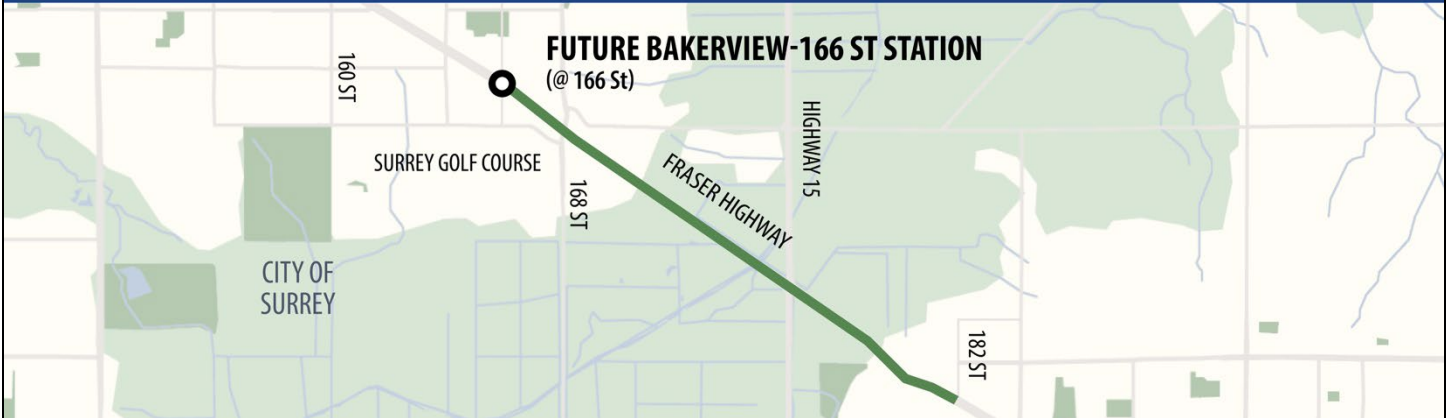 FUTURE BAKERVIEW-166 ST STATION
(@ 166 St)
160 ST
HIGHWAY 15
SURREY GOLF COURSE
168 ST
FRASER HIGHWAY
CITY OF
SURREY
182 ST